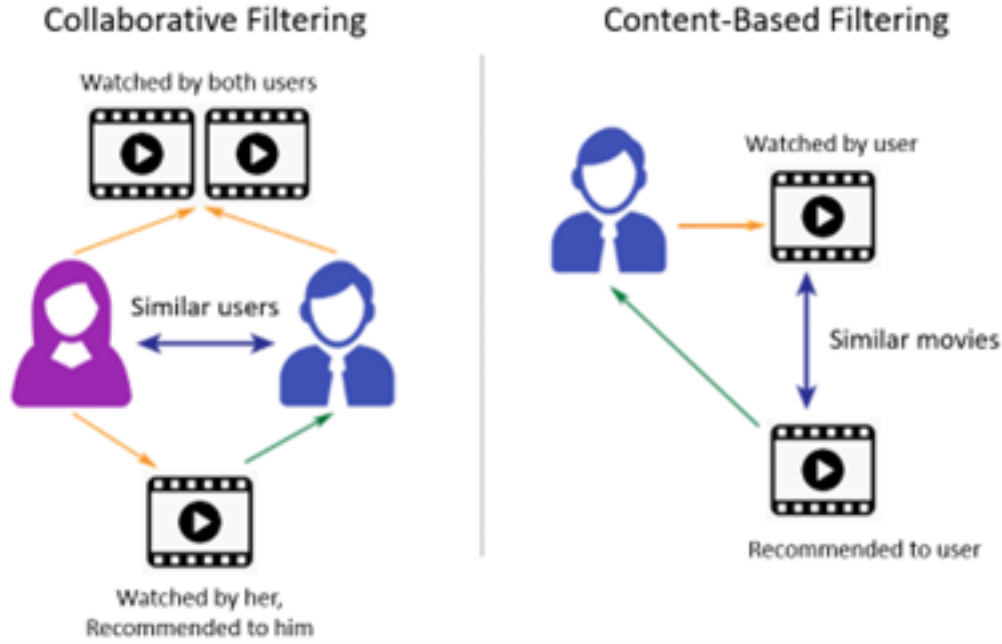 Collaborative Filtering
Watched by both users
Similar users
Watched by her,
Recommended to him
Content-Based Filtering
Watched by user
Similar movies
Recommended to user